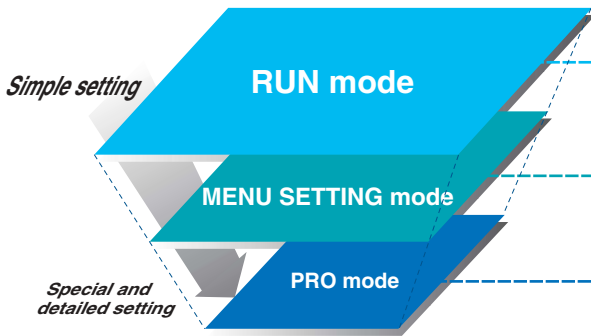 RUN mode
Simple setting
MENU SETTING mode
PRO mode
Special and
detailed setting